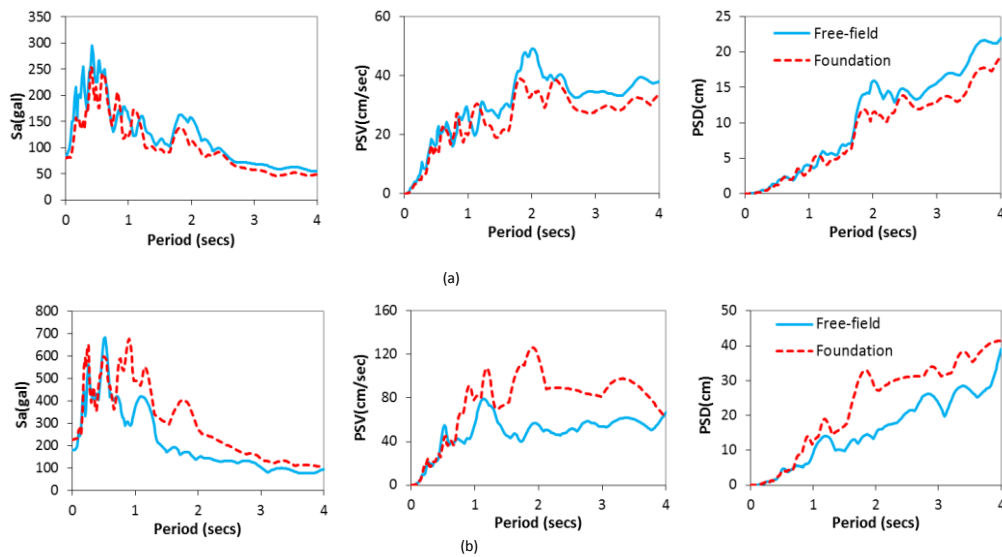 350
300
250
200
150
100
50
0
Sa(gal)
0 1 2 3 4
Period (secs)
60
40
20
0
PSV(cm/sec)
0 1 2 3 4
Period (secs)
25
20
15
10
5
0
PSD(cm)
Free-field
Foundation
0 1 2 3 4
Period (secs)
(a)
800
700
600
500
400
300
200
100
0
Sa(gal)
0 1 2 3 4
Period (secs)
160
120
80
40
0
PSV(cm/sec)
0 1 2 3 4
Period (secs)
50
40
30
20
10
0
PSD(cm)
Free-field
Foundation
0 1 2 3 4
Period (secs)
(b)